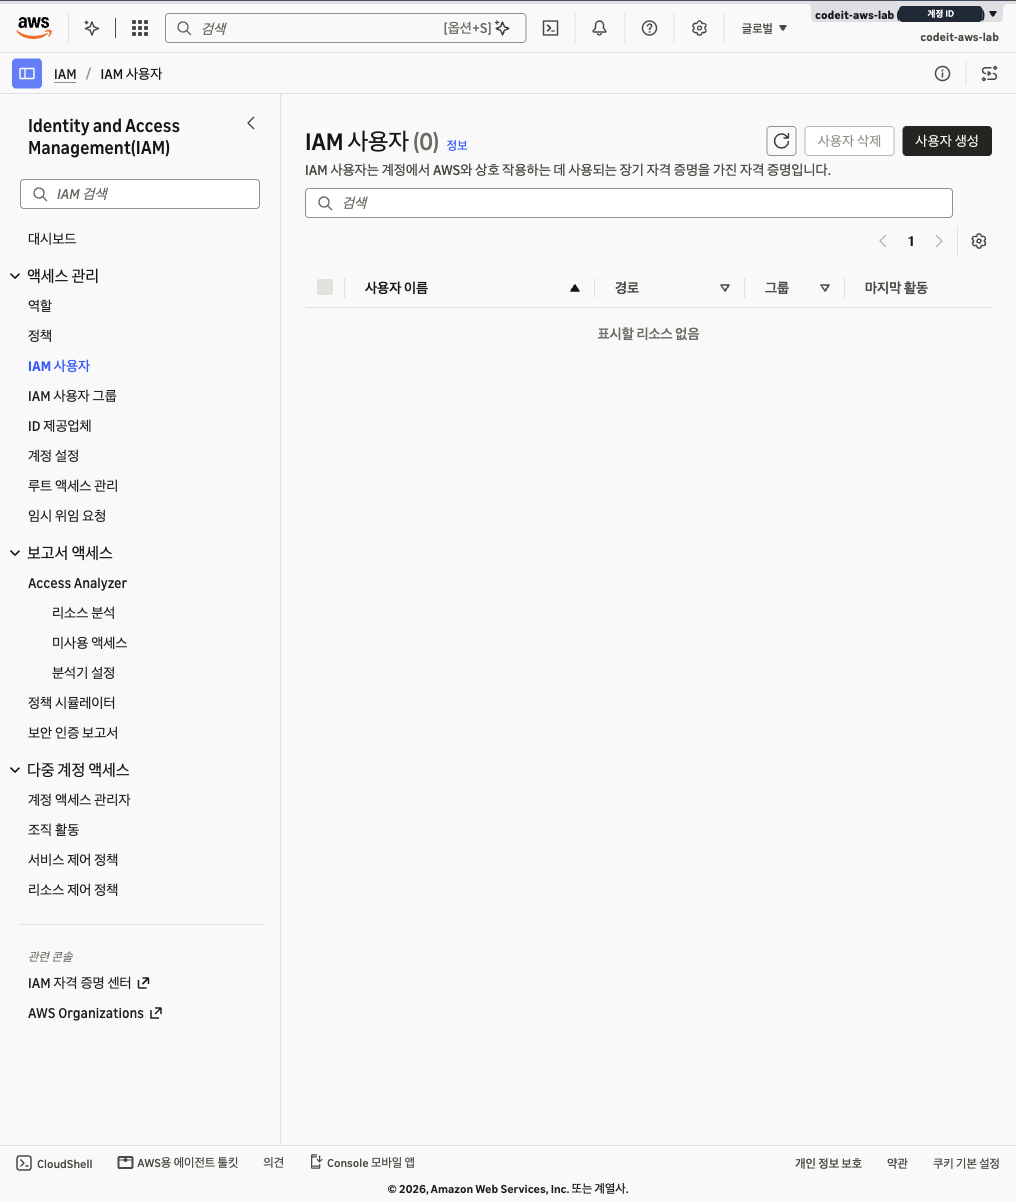 aws
검색
[옵션+S]
글로벌
codeit-aws-lab 계정 ID
codeit-aws-lab
IAM / IAM 사용자
Identity and Access
Management(IAM)
IAM 검색
대시보드
액세스 관리
역할
정책
IAM 사용자
IAM 사용자 그룹
ID 제공업체
계정 설정
루트 액세스 관리
임시 위임 요청
보고서 액세스
Access Analyzer
리소스 분석
미사용 액세스
분석기 설정
정책 시뮬레이터
보안 인증 보고서
다중 계정 액세스
계정 액세스 관리자
조직 활동
서비스 제어 정책
리소스 제어 정책
관련 콘솔
IAM 자격 증명 센터
AWS Organizations
IAM 사용자 (0) 정보
사용자 삭제
사용자 생성
IAM 사용자는 계정에서 AWS와 상호 작용하는 데 사용되는 장기 자격 증명을 가진 자격 증명입니다.
검색
1
사용자 이름 경로 그룹 마지막 활동
표시할 리소스 없음
CloudShell AWS용 에이전트 툴킷 의견 Console 모바일 앱 개인 정보 보호 약관 쿠키 기본 설정
© 2026, Amazon Web Services, Inc. 또는 계열사.